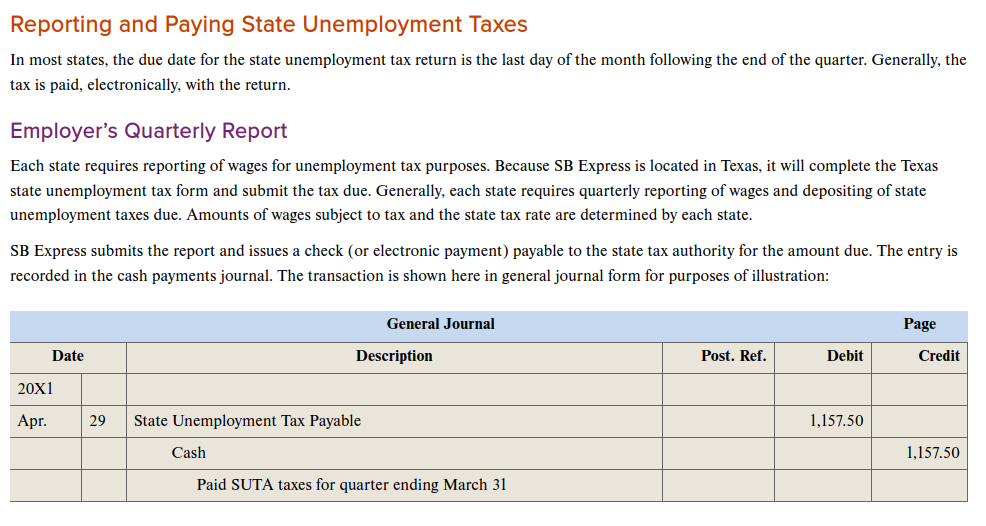 Reporting and Paying State Unemployment Taxes
In most states, the due date for the state unemployment tax return is the last day of the month following the end of the quarter. Generally, the
tax is paid, electronically, with the return.
Employer’s Quarterly Report
Each state requires reporting of wages for unemployment tax purposes. Because SB Express is located in Texas, it will complete the Texas
state unemployment tax form and submit the tax due. Generally, each state requires quarterly reporting of wages and depositing of state
unemployment taxes due. Amounts of wages subject to tax and the state tax rate are determined by each state.
SB Express submits the report and issues a check (or electronic payment) payable to the state tax authority for the amount due. The entry is
recorded in the cash payments journal. The transaction is shown here in general journal form for purposes of illustration:
General Journal Page
Date Description Post. Ref. Debit Credit
20X1
Apr. 29 State Unemployment Tax Payable 1,157.50
Cash 1,157.50
Paid SUTA taxes for quarter ending March 31